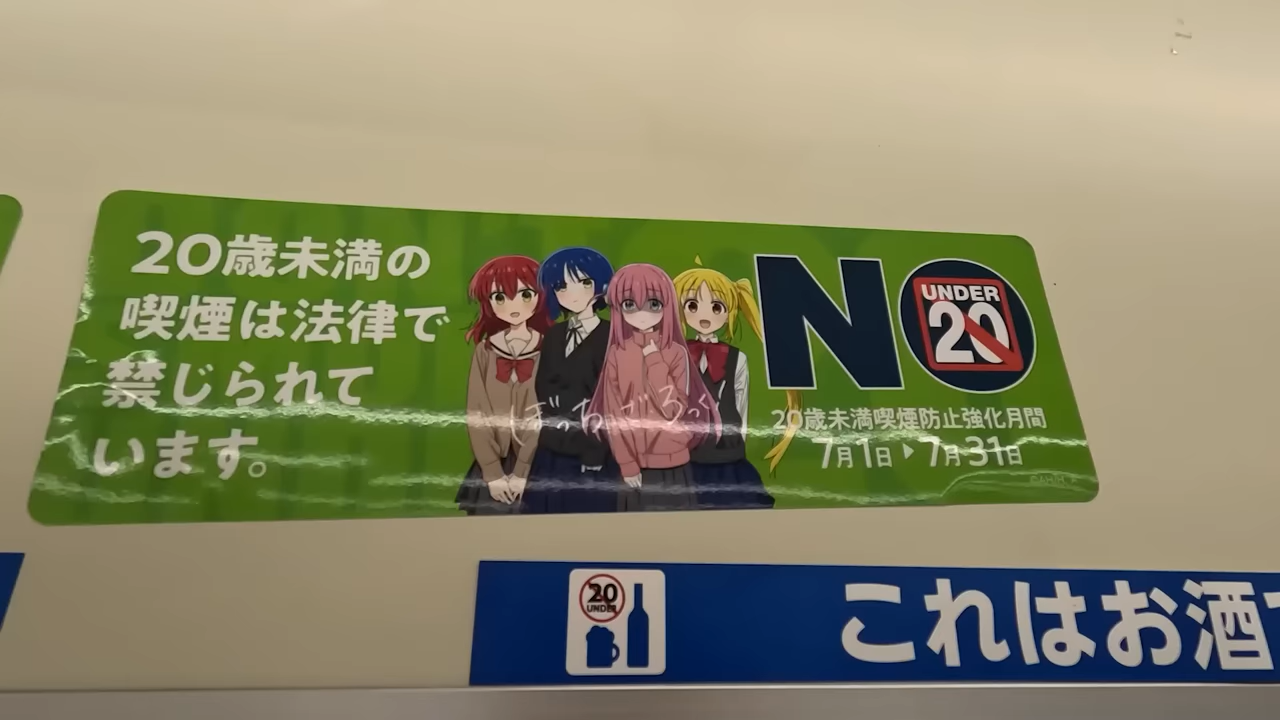 20歳未満の
喫煙は法律で
禁じられて
います。
ぼっち・ざ・ろっく!
NO
UNDER
20
20歳未満喫煙防止強化月間
7月1日▶7月31日
20
UNDER
これはお酒